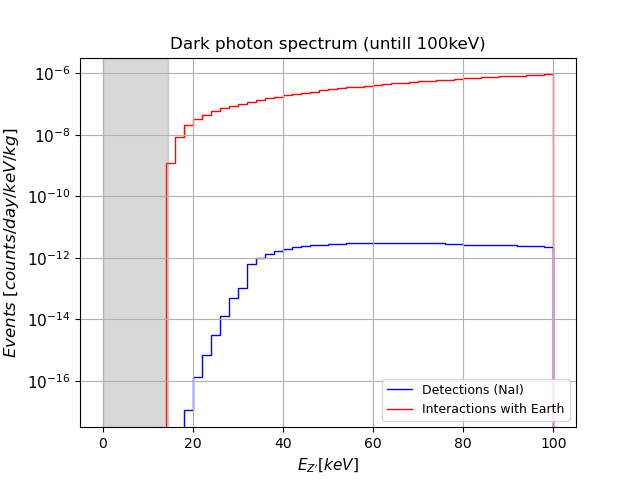 Dark photon spectrum (untill 100keV)
Events [counts/day/keV/kg]
10⁻⁶
10⁻⁸
10⁻¹⁰
10⁻¹²
10⁻¹⁴
10⁻¹⁶
Detections (NaI)
Interactions with Earth
0 20 40 60 80 100
E_Z'[keV]